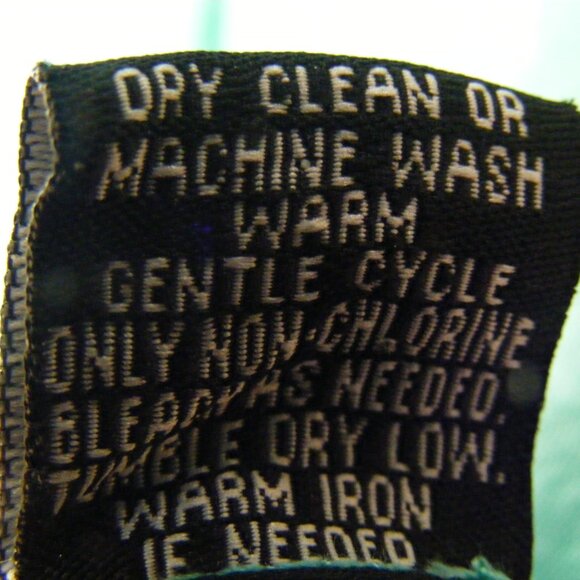 DRY CLEAN OR
MACHINE WASH
WARM
GENTLE CYCLE
ONLY NON-CHLORINE
BLEACH AS NEEDED.
TUMBLE DRY LOW.
WARM IRON
IF NEEDED